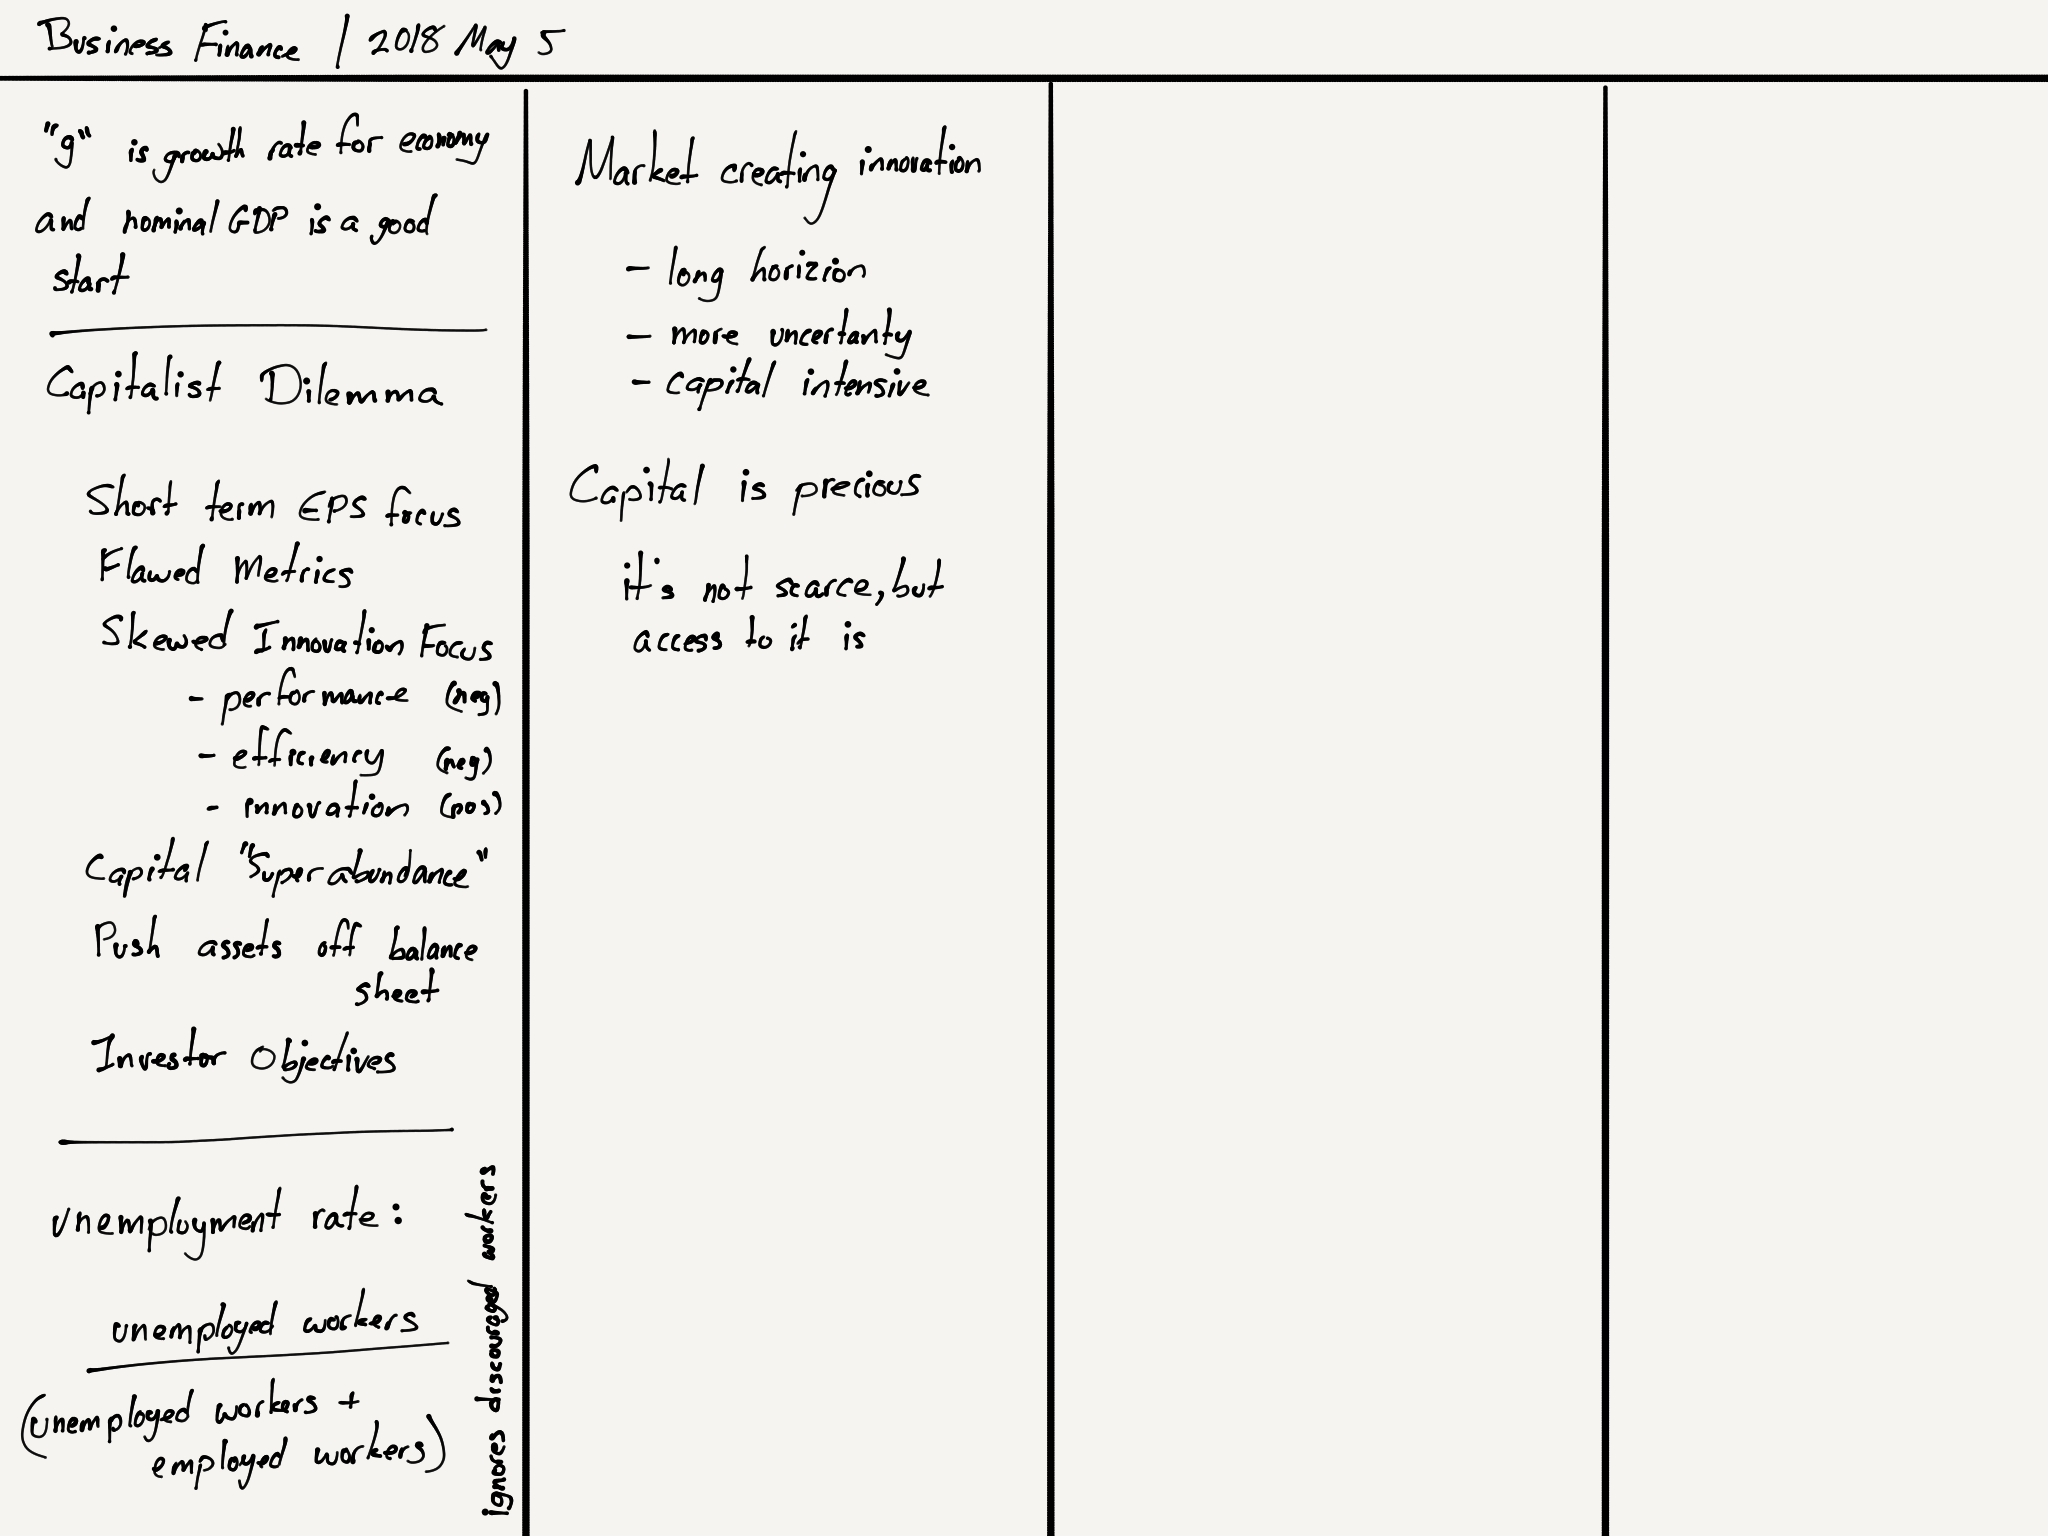 Business Finance | 2018 May 5
"g" is growth rate for economy
and nominal GDP is a good
start
Capitalist Dilemma
Short term EPS focus
Flawed Metrics
Skewed Innovation Focus
- performance (neg)
- efficiency (neg)
- innovation (pos)
Capital "Superabundance"
Push assets off balance
sheet
Investor Objectives
unemployment rate:
unemployed workers
(unemployed workers +
employed workers)
ignores discouraged workers
Market creating innovation
- long horizion
- more uncertanty
- capital intensive
Capital is precious
it's not scarce, but
access to it is